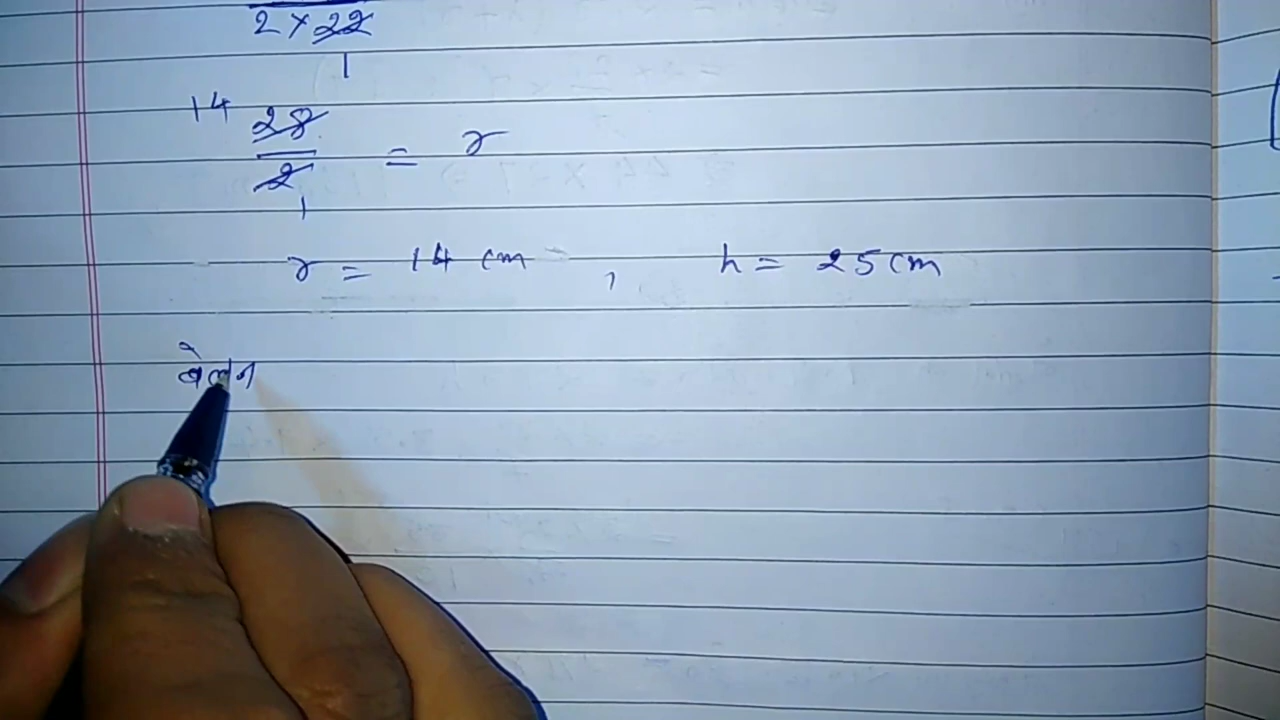 2 × 22
1
14 28
2 = r
1
r = 14 cm , h = 25 cm
बेलन